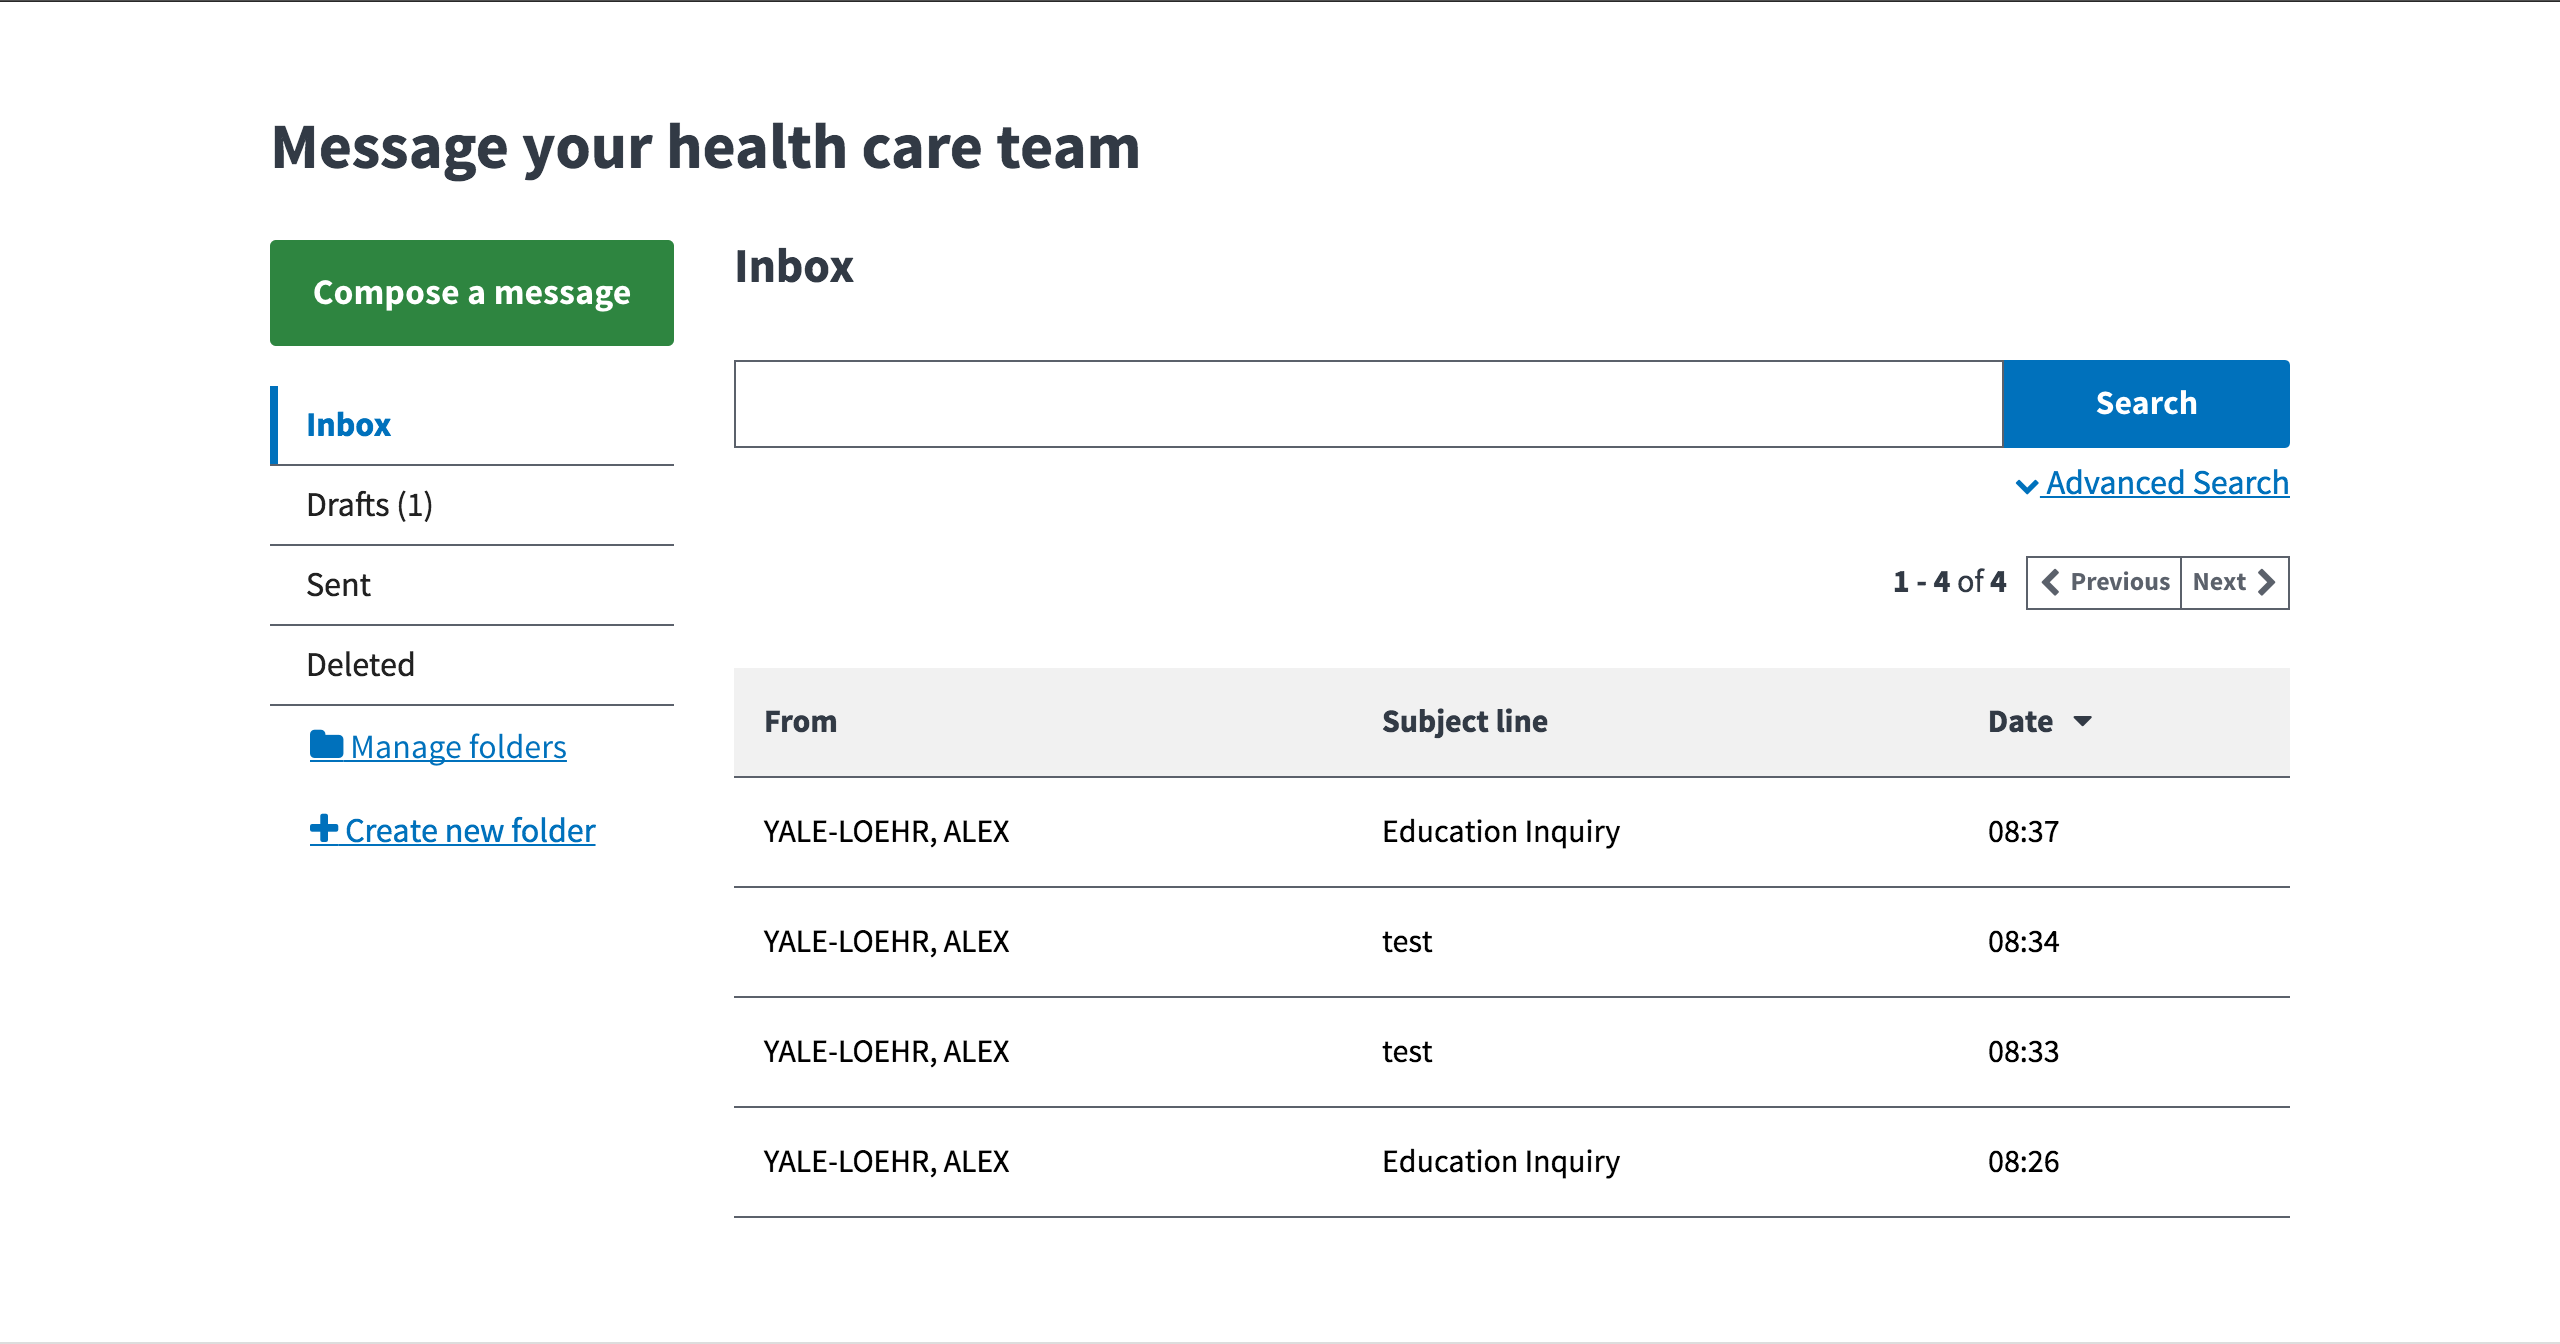 Message your health care team
Compose a message
Inbox
Drafts (1)
Sent
Deleted
Manage folders
Create new folder
Inbox
Search
Advanced Search
1 - 4 of 4
Previous
Next
From Subject line Date
YALE-LOEHR, ALEX Education Inquiry 08:37
YALE-LOEHR, ALEX test 08:34
YALE-LOEHR, ALEX test 08:33
YALE-LOEHR, ALEX Education Inquiry 08:26